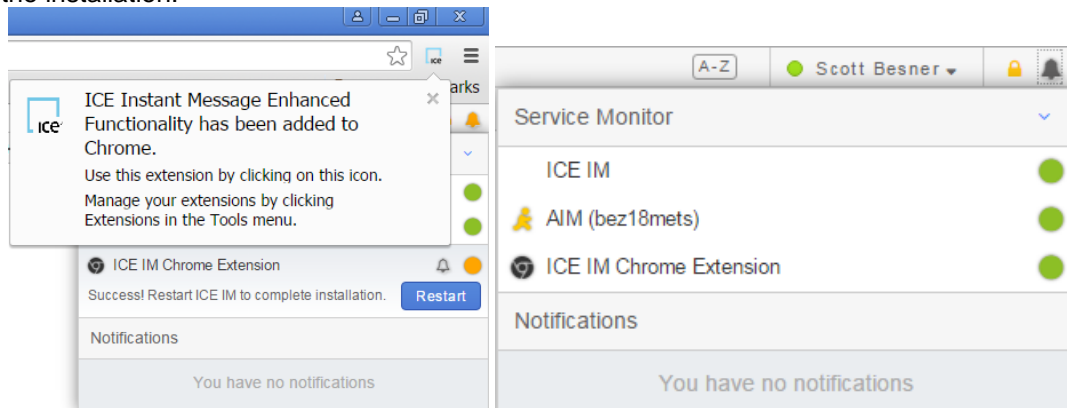 the installation.
ice
arks
ice
ICE Instant Message Enhanced
Functionality has been added to
Chrome.
Use this extension by clicking on this icon.
Manage your extensions by clicking
Extensions in the Tools menu.
ICE IM Chrome Extension
Success! Restart ICE IM to complete installation.
Restart
Notifications
You have no notifications
A-Z
Scott Besner
Service Monitor
ICE IM
AIM (bez18mets)
ICE IM Chrome Extension
Notifications
You have no notifications